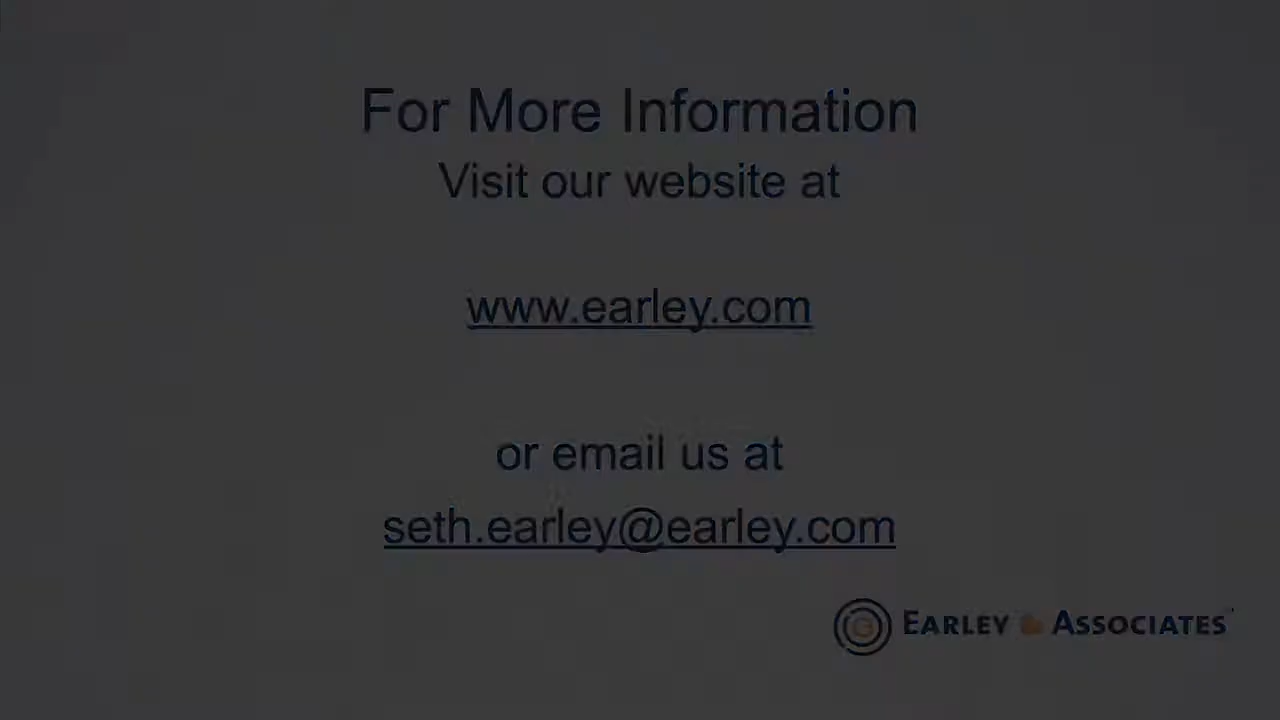 For More Information
Visit our website at
www.earley.com
or email us at
seth.earley@earley.com
EARLEY & ASSOCIATES